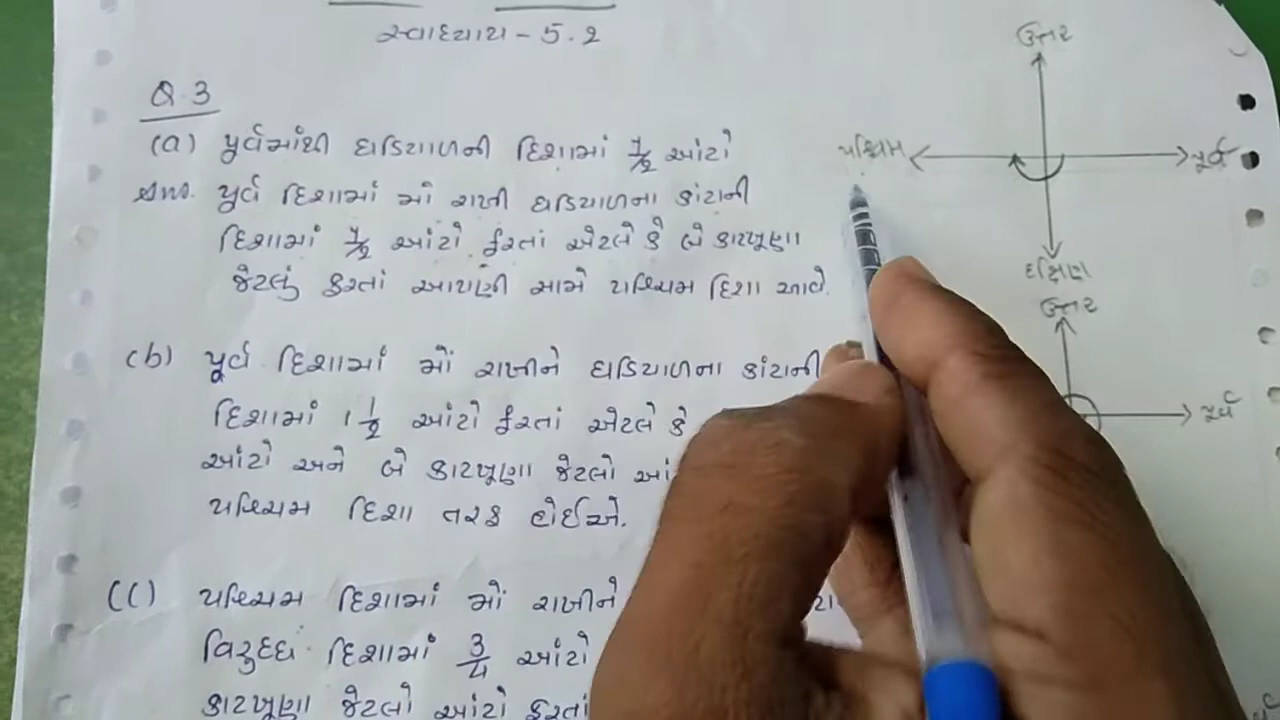 સ્વાધ્યાય - 5.2
Q.3
(a) પૂર્વમાંથી ઘડિયાળની દિશામાં 1/2 આંટો
Ans. પૂર્વ દિશામાં મોં રાખી ઘડિયાળના કાંટાની
દિશામાં 1/2 આંટો ફરતાં એટલે કે બે કાટખૂણા
જેટલું ફરતાં આપણી સામે પશ્ચિમ દિશા આવે.
(b) પૂર્વ દિશામાં મોં રાખીને ઘડિયાળના કાંટાની
દિશામાં 1 1/2 આંટો ફરતાં એટલે કે
આંટો અને બે કાટખૂણા જેટલો
પશ્ચિમ દિશા તરફ હોઈએ.
(c) પશ્ચિમ દિશામાં મોં રાખીને
વિરુદ્ધ દિશામાં 3/4 આંટો
કાટખૂણા જેટલો આંટો ફરતાં
ઉત્તર
પશ્ચિમ
પૂર્વ
દક્ષિણ
ઉત્તર
પૂર્વ